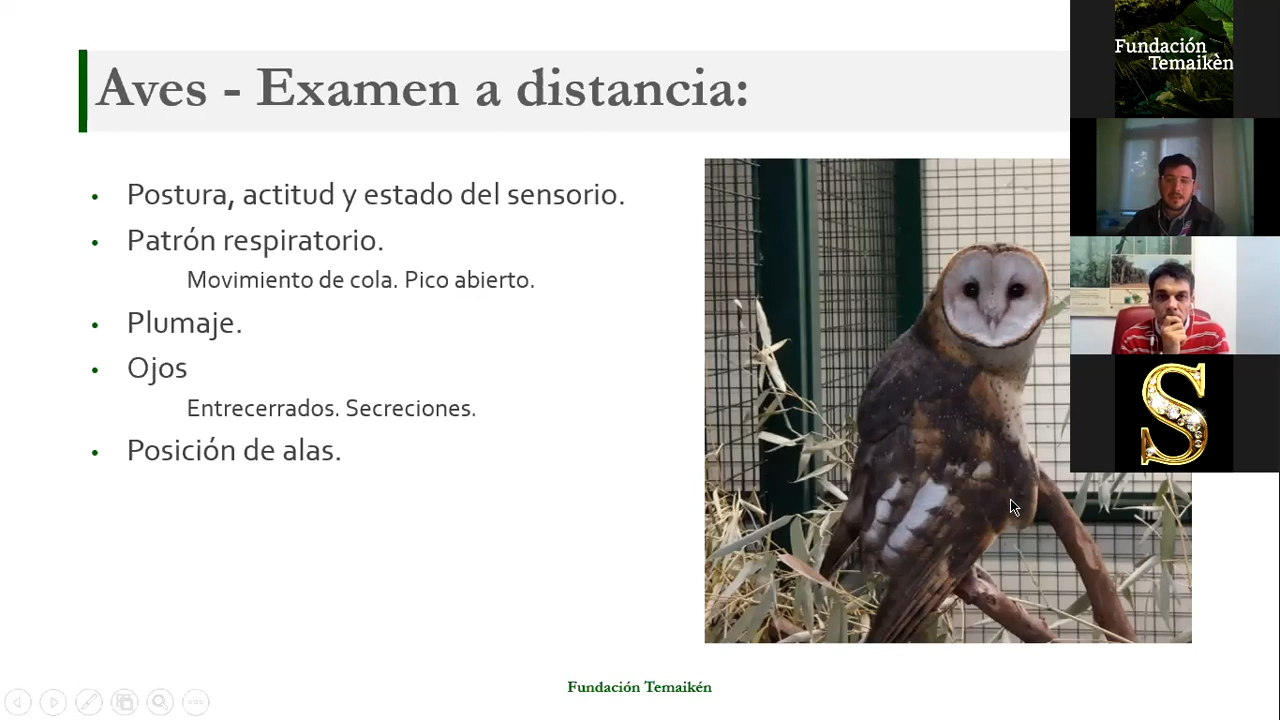 Aves - Examen a distancia:
Postura, actitud y estado del sensorio.
Patrón respiratorio.
Movimiento de cola. Pico abierto.
Plumaje.
Ojos
Entrecerrados. Secreciones.
Posición de alas.
Fundación Temaikén
Fundación
Temaikèn
S